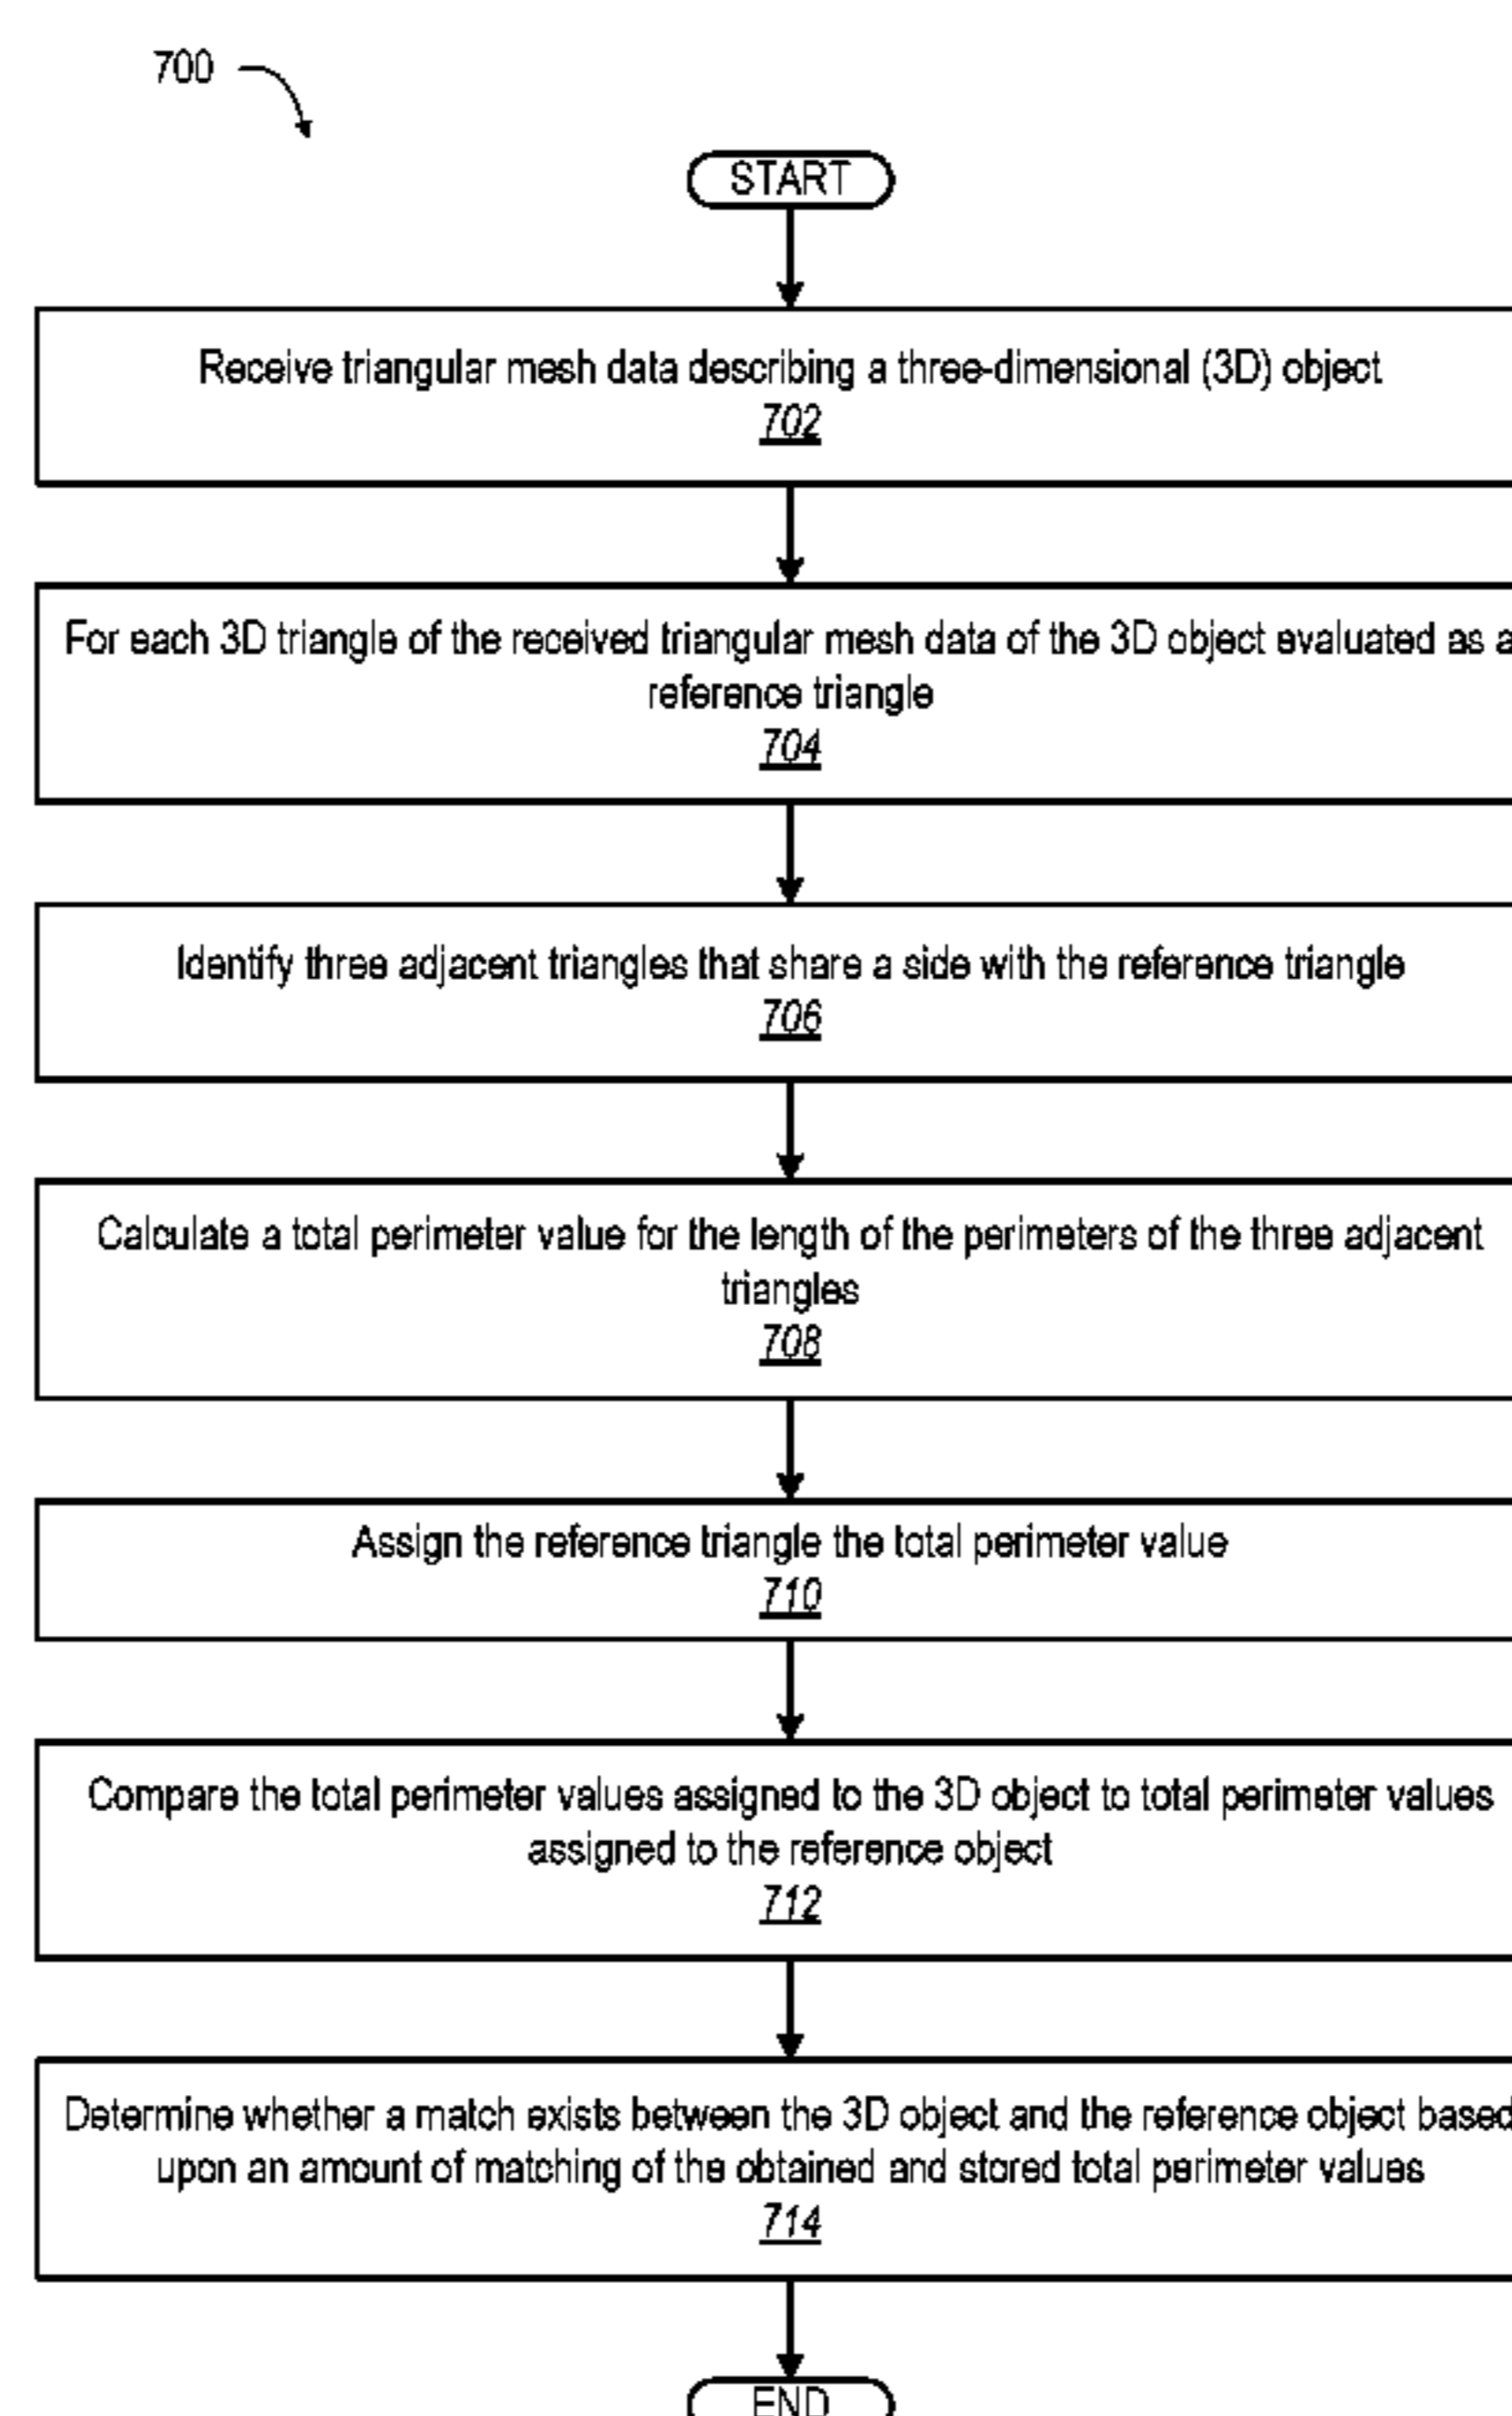 700
START
Receive triangular mesh data describing a three-dimensional (3D) object
702
For each 3D triangle of the received triangular mesh data of the 3D object evaluated as a
reference triangle
704
Identify three adjacent triangles that share a side with the reference triangle
706
Calculate a total perimeter value for the length of the perimeters of the three adjacent
triangles
708
Assign the reference triangle the total perimeter value
710
Compare the total perimeter values assigned to the 3D object to total perimeter values
assigned to the reference object
712
Determine whether a match exists between the 3D object and the reference object based
upon an amount of matching of the obtained and stored total perimeter values
714
END